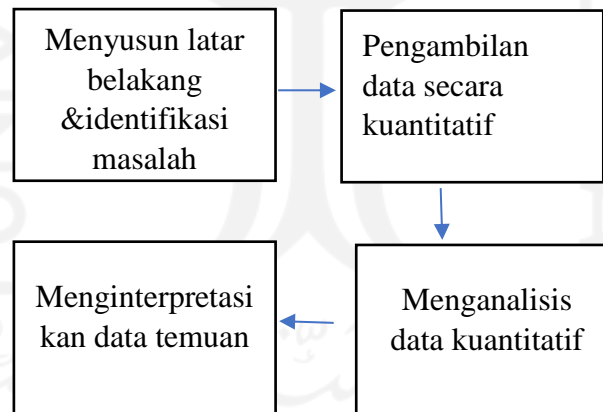 Menyusun latar
belakang
&identifikasi
masalah
Pengambilan
data secara
kuantitatif
Menganalisis
data kuantitatif
Menginterpretasi
kan data temuan